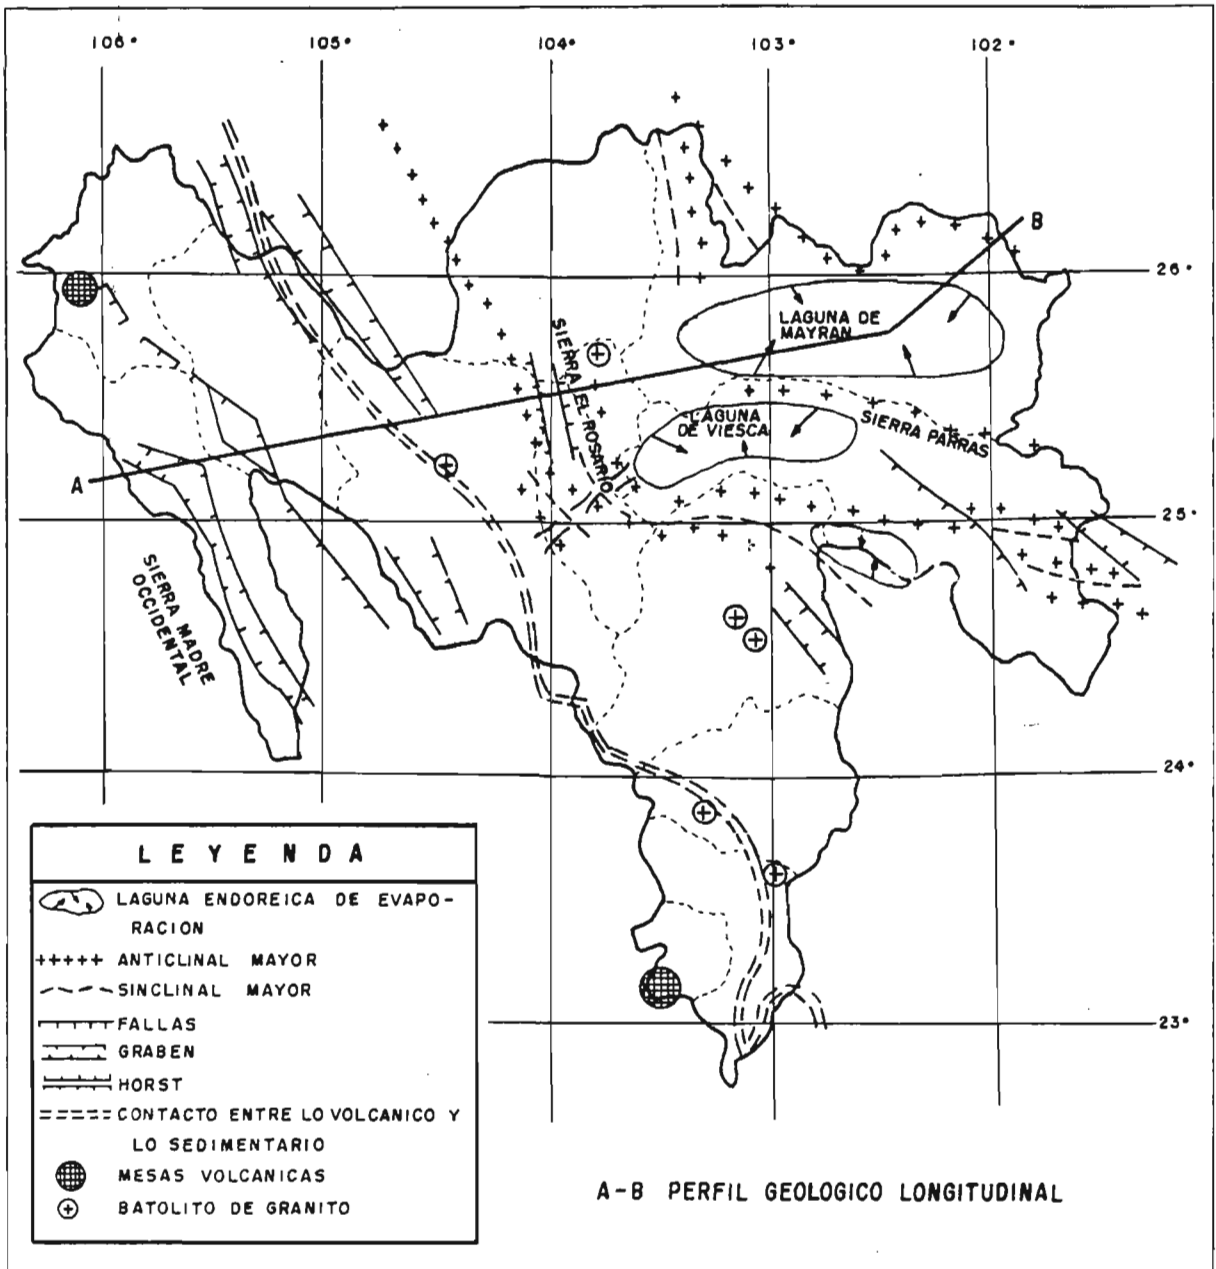 106°
105°
104°
103°
102°
B
26°
LAGUNA DE
MAYRAN
SIERRA EL ROSARIO
LAGUNA
DE VIESCA
SIERRA PARRAS
A
25°
SIERRA MADRE
OCCIDENTAL
24°
23°
LEYENDA
LAGUNA ENDOREICA DE EVAPO-
RACION
ANTICLINAL MAYOR
SINCLINAL MAYOR
FALLAS
GRABEN
HORST
CONTACTO ENTRE LO VOLCANICO Y
LO SEDIMENTARIO
MESAS VOLCANICAS
BATOLITO DE GRANITO
A-B PERFIL GEOLOGICO LONGITUDINAL